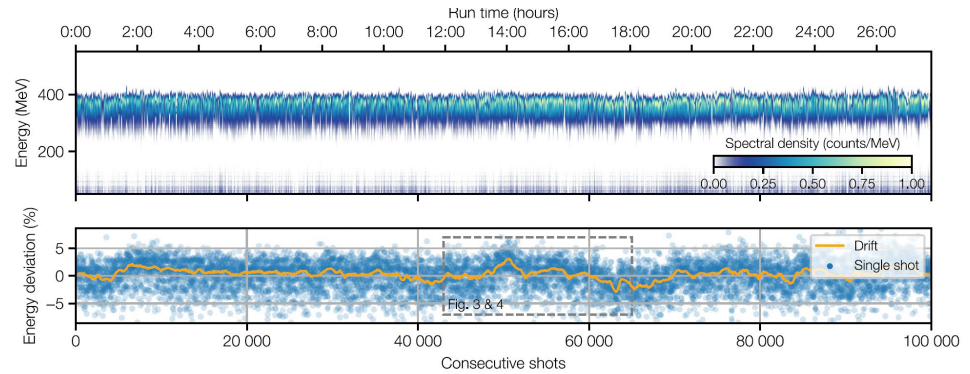 Run time (hours)
0:00 2:00 4:00 6:00 8:00 10:00 12:00 14:00 16:00 18:00 20:00 22:00 24:00 26:00
Energy (MeV)
400
200
Spectral density (counts/MeV)
0.00 0.25 0.50 0.75 1.00
Energy deviation (%)
5
0
−5
Drift
Single shot
Fig. 3 & 4
0 20 000 40 000 60 000 80 000 100 000
Consecutive shots